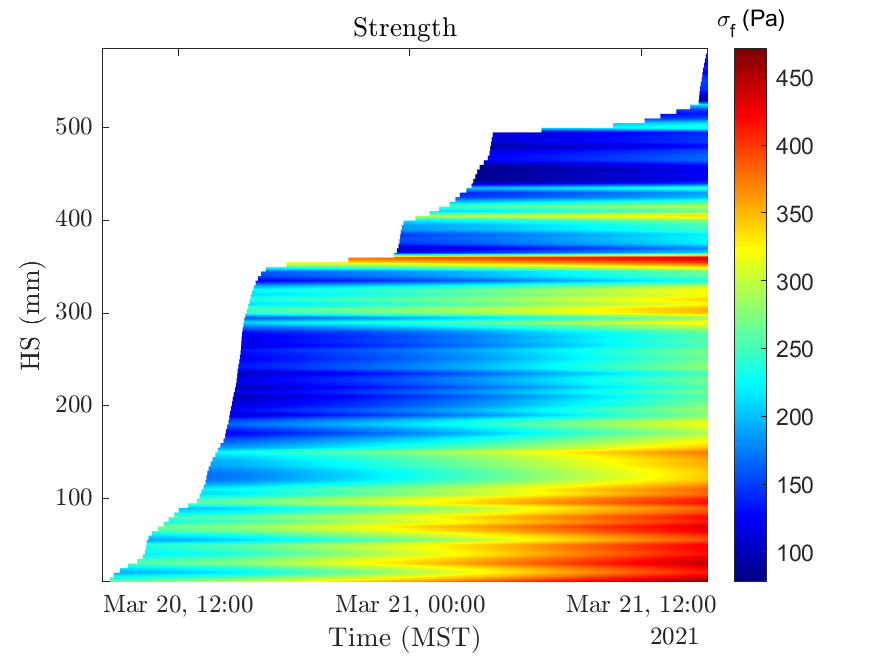 Strength
σf (Pa)
HS (mm)
500
400
300
200
100
450
400
350
300
250
200
150
100
Mar 20, 12:00
Mar 21, 00:00
Mar 21, 12:00
Time (MST)
2021